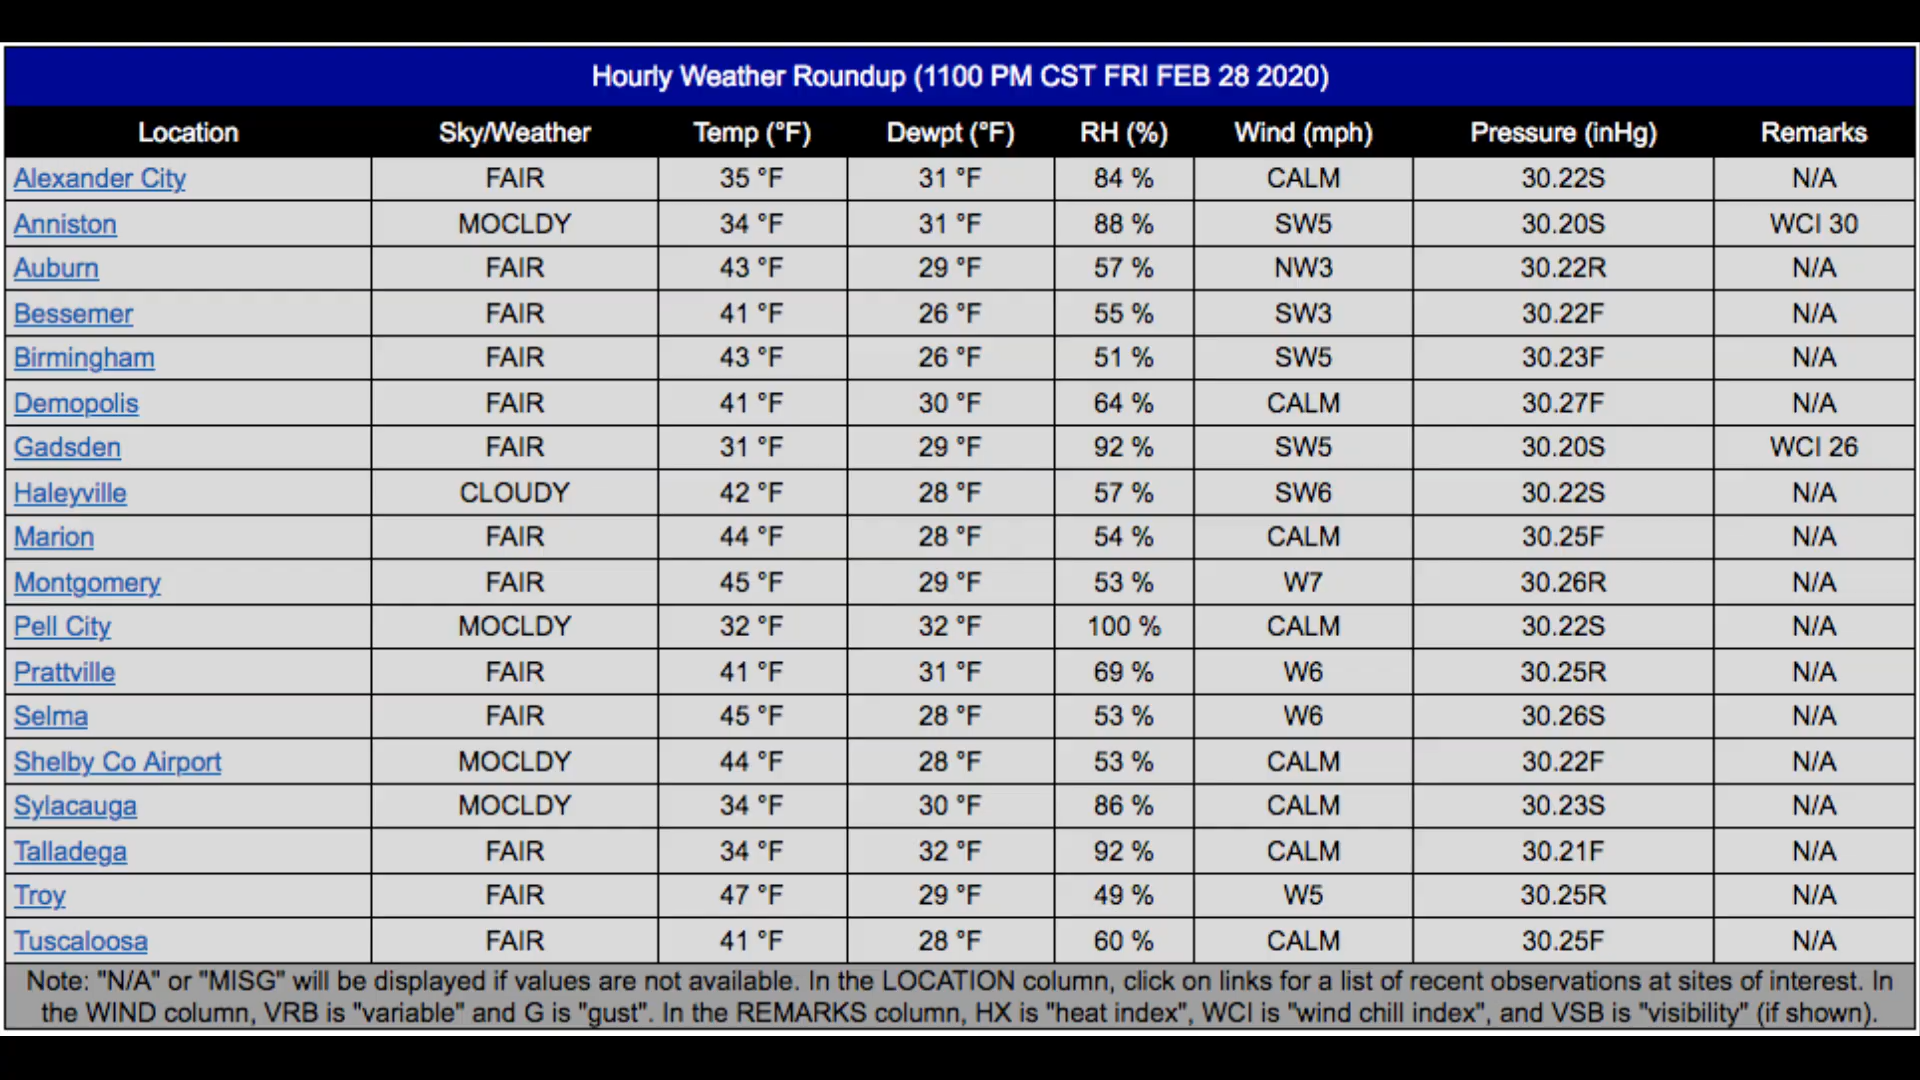 Hourly Weather Roundup (1100 PM CST FRI FEB 28 2020)
Location Sky/Weather Temp (°F) Dewpt (°F) RH (%) Wind (mph) Pressure (inHg) Remarks
Alexander City FAIR 35 °F 31 °F 84 % CALM 30.22S N/A
Anniston MOCLDY 34 °F 31 °F 88 % SW5 30.20S WCI 30
Auburn FAIR 43 °F 29 °F 57 % NW3 30.22R N/A
Bessemer FAIR 41 °F 26 °F 55 % SW3 30.22F N/A
Birmingham FAIR 43 °F 26 °F 51 % SW5 30.23F N/A
Demopolis FAIR 41 °F 30 °F 64 % CALM 30.27F N/A
Gadsden FAIR 31 °F 29 °F 92 % SW5 30.20S WCI 26
Haleyville CLOUDY 42 °F 28 °F 57 % SW6 30.22S N/A
Marion FAIR 44 °F 28 °F 54 % CALM 30.25F N/A
Montgomery FAIR 45 °F 29 °F 53 % W7 30.26R N/A
Pell City MOCLDY 32 °F 32 °F 100 % CALM 30.22S N/A
Prattville FAIR 41 °F 31 °F 69 % W6 30.25R N/A
Selma FAIR 45 °F 28 °F 53 % W6 30.26S N/A
Shelby Co Airport MOCLDY 44 °F 28 °F 53 % CALM 30.22F N/A
Sylacauga MOCLDY 34 °F 30 °F 86 % CALM 30.23S N/A
Talladega FAIR 34 °F 32 °F 92 % CALM 30.21F N/A
Troy FAIR 47 °F 29 °F 49 % W5 30.25R N/A
Tuscaloosa FAIR 41 °F 28 °F 60 % CALM 30.25F N/A
Note: "N/A" or "MISG" will be displayed if values are not available. In the LOCATION column, click on links for a list of recent observations at sites of interest. In
the WIND column, VRB is "variable" and G is "gust". In the REMARKS column, HX is "heat index", WCI is "wind chill index", and VSB is "visibility" (if shown).